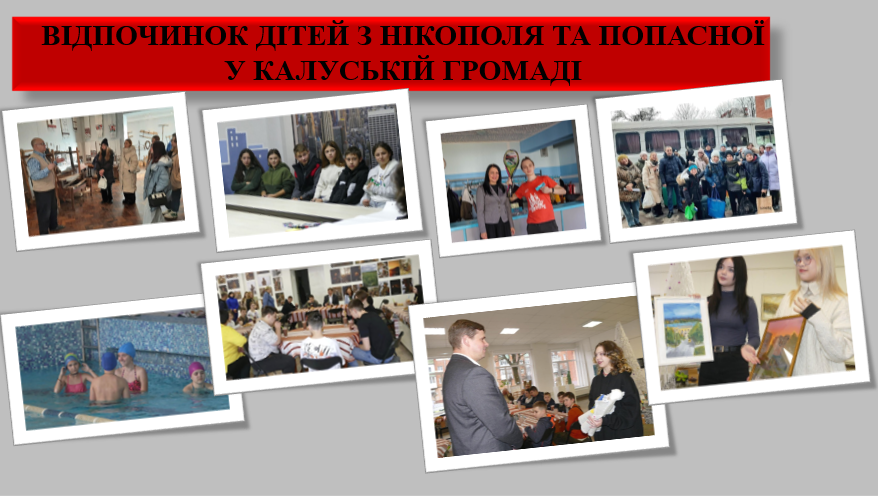 ВІДПОЧИНОК ДІТЕЙ З НІКОПОЛЯ ТА ПОПАСНОЇ
У КАЛУСЬКІЙ ГРОМАДІ